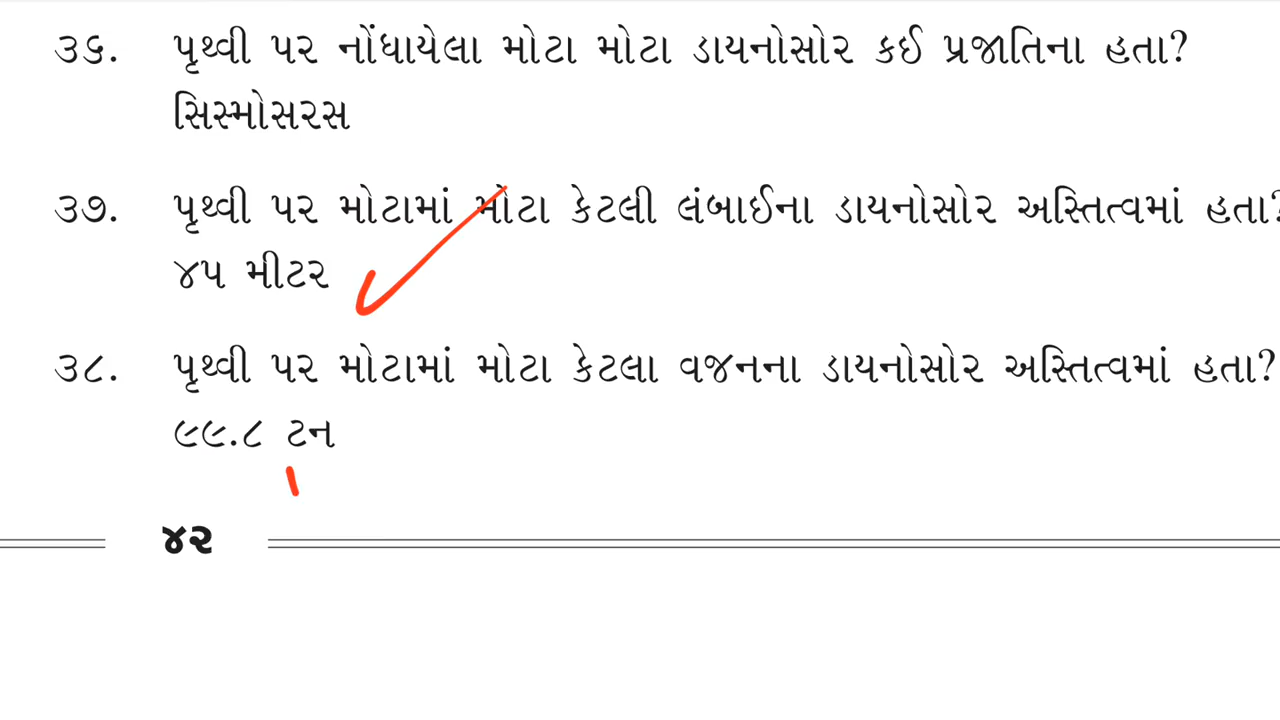 ૩૬. પૃથ્વી પર નોંધાયેલા મોટા મોટા ડાયનોસોર કઈ પ્રજાતિના હતા?
સિસ્મોસરસ
૩૭. પૃથ્વી પર મોટામાં મોટા કેટલી લંબાઈના ડાયનોસોર અસ્તિત્વમાં હતા?
૪૫ મીટર
૩૮. પૃથ્વી પર મોટામાં મોટા કેટલા વજનના ડાયનોસોર અસ્તિત્વમાં હતા?
૯૯.૮ ટન
૪૨